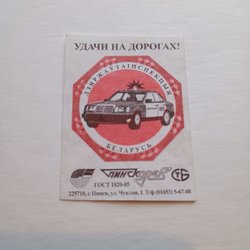 УДАЧИ НА ДОРОГАХ!
ДЗЯРЖАЎТАІНСПЕКЦЫЯ
БЕЛАРУСЬ
ПИНСКДРЕВ
ГОСТ 1820-85
225710, г. Пинск, ул. Чуклая, 1. Т/ф (01653) 5-67-88